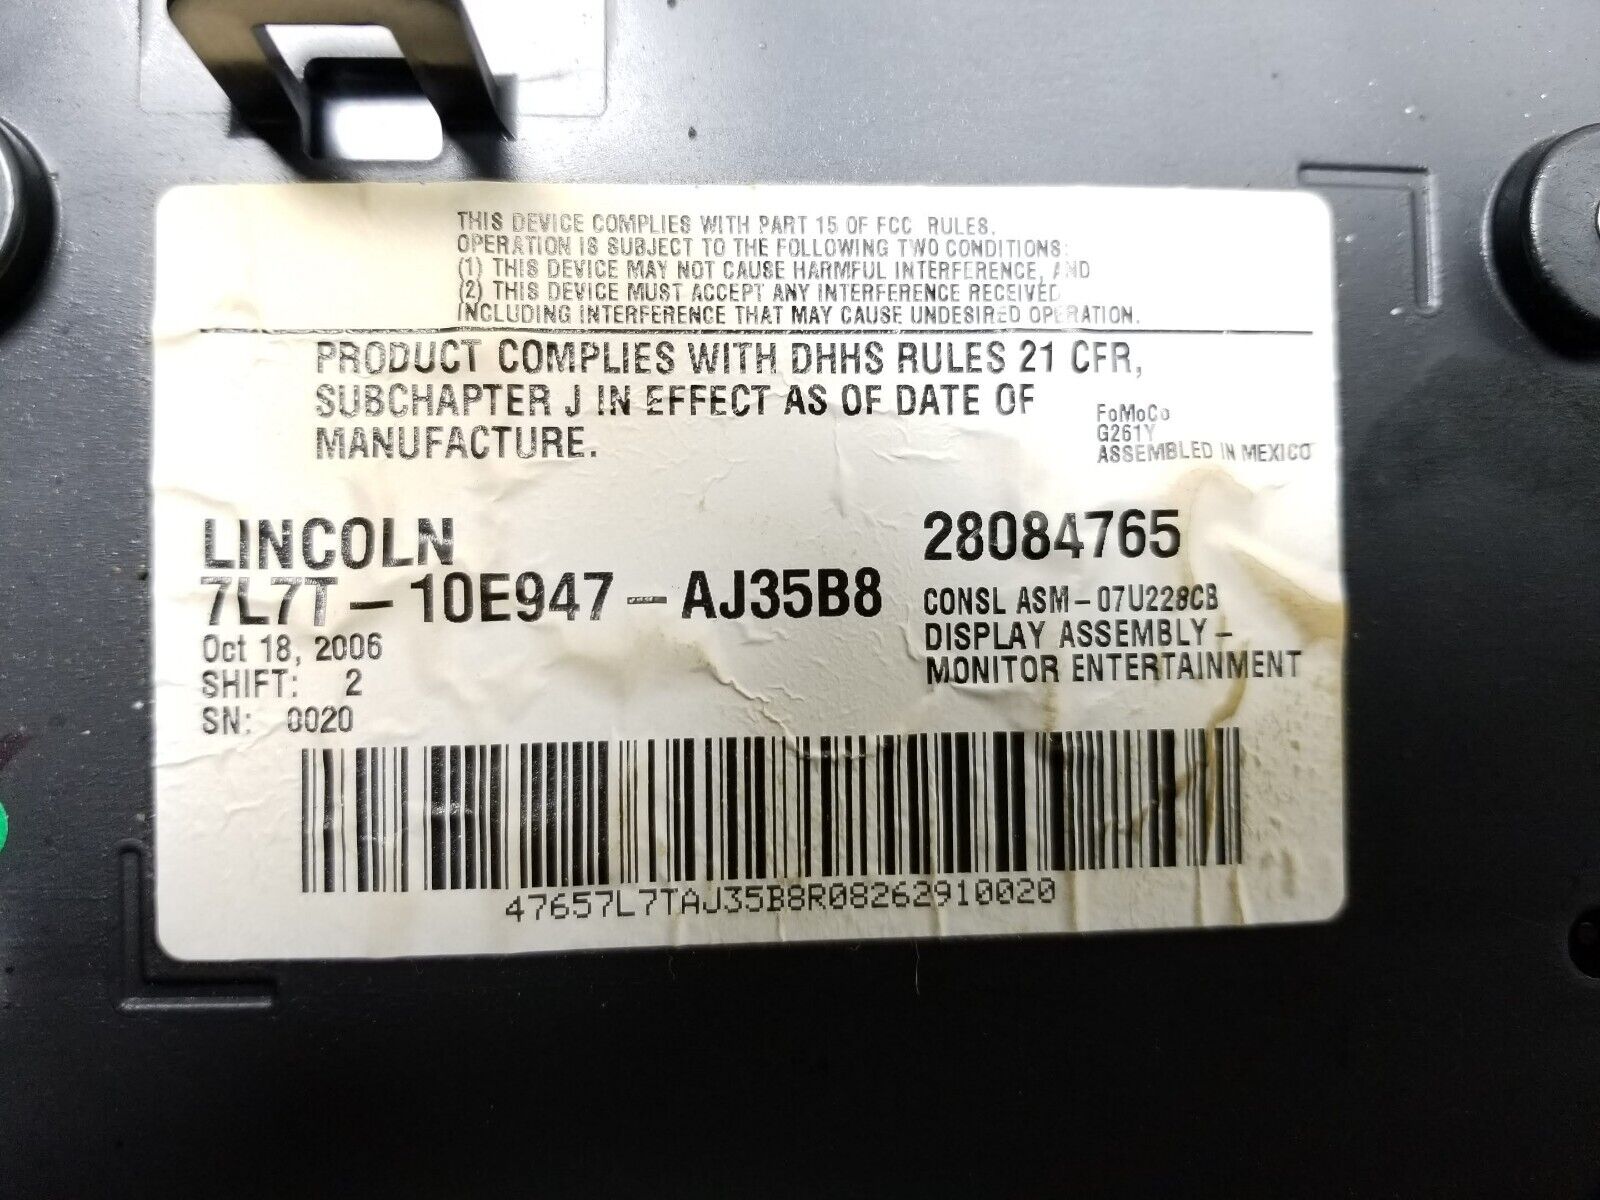 THIS DEVICE COMPLIES WITH PART 15 OF FCC RULES.
OPERATION IS SUBJECT TO THE FOLLOWING TWO CONDITIONS:
(1) THIS DEVICE MAY NOT CAUSE HARMFUL INTERFERENCE, AND
(2) THIS DEVICE MUST ACCEPT ANY INTERFERENCE RECEIVED
INCLUDING INTERFERENCE THAT MAY CAUSE UNDESIRED OPERATION.
PRODUCT COMPLIES WITH DHHS RULES 21 CFR,
SUBCHAPTER J IN EFFECT AS OF DATE OF
MANUFACTURE.
FoMoCo
G261Y
ASSEMBLED IN MEXICO
LINCOLN
7L7T-10E947-AJ35B8
Oct 18, 2006
SHIFT: 2
SN: 0020
28084765
CONSL ASM-07U228CB
DISPLAY ASSEMBLY-
MONITOR ENTERTAINMENT
47657L7TAJ35B8R08262910020